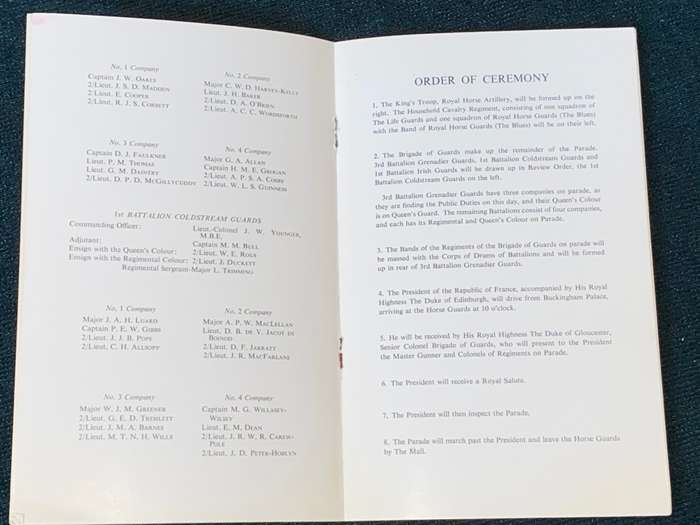 No. 1 Company
Captain J. W. OAKES
2/Lieut. J. S. D. MADDEN
2/Lieut. E. COOPER
2/Lieut. R. J. S. CORBETT
No. 2 Company
Major C. W. D. HARVEY-KELLY
Lieut. J. H. BAKER
2/Lieut. D. A. O'BRIEN
2/Lieut. A. C. C. WORDSWORTH
No. 3 Company
Captain D. J. FAULKNER
Lieut. P. M. THOMAS
Lieut. G. M. DAINTRY
2/Lieut. D. P. D. MCGILLYCUDDY
No. 4 Company
Major G. A. ALLAN
Captain H. M. E. GROGAN
2/Lieut. A. P. S.
2/Lieut. W. L. S. GUINNESS
1st BATTALION COLDSTREAM GUARDS
Commanding Officer: Lieut.-Colonel J. W. YOUNGER,
M.B.E.
Adjutant: Captain M. M. BULL
Ensign with the Queen's Colour: 2/Lieut. W. E. ROUS
Ensign with the Regimental Colour: 2/Lieut. J. DUCKETT
Regimental Sergeant-Major L. TRIMMING
No. 1 Company
Major J. A. H. LUARD
Captain P. E. W. GIBBS
2/Lieut. J. J. B. POPE
2/Lieut. C. H. ALLSOPP
No. 2 Company
Major A. P. W. MACLELLAN
Lieut. D. B. DE V. JACOT DE
BOINOD
2/Lieut. D. F. JARRATT
2/Lieut. J. R. MACFARLANE
No. 3 Company
Major W. J. M. GREENER
2/Lieut. G. E. D. TREMLETT
2/Lieut. J. M. A. BARNES
2/Lieut. M. T. N. H. WILLS
No. 4 Company
Captain M. G. WILLASEY-
WILSEY
Lieut. E. M. DEAN
2/Lieut. J. R. W. R. CAREW-
POLE
2/Lieut. J. D. PETER-HOBLYN
ORDER OF CEREMONY
1. The King's Troop, Royal Horse Artillery, will be formed up on the
right. The Household Cavalry Regiment, consisting of one squadron of
The Life Guards and one squadron of Royal Horse Guards (The Blues)
with the Band of Royal Horse Guards (The Blues) will be on their left.
2. The Brigade of Guards make up the remainder of the Parade.
3rd Battalion Grenadier Guards, 1st Battalion Coldstream Guards and
1st Battalion Irish Guards will be drawn up in Review Order, the 1st
Battalion Coldstream Guards on the left.
3rd Battalion Grenadier Guards have three companies on parade, as
they are finding the Public Duties on this day, and their Queen's Colour
is on Queen's Guard. The remaining Battalions consist of four companies,
and each has its Regimental and Queen's Colour on Parade.
3. The Bands of the Regiments of the Brigade of Guards on parade will
be massed with the Corps of Drums of Battalions and will be formed
up in rear of 3rd Battalion Grenadier Guards.
4. The President of the Republic of France, accompanied by His Royal
Highness The Duke of Edinburgh, will drive from Buckingham Palace,
arriving at the Horse Guards at 10 o'clock.
5. He will be received by His Royal Highness The Duke of Gloucester,
Senior Colonel Brigade of Guards, who will present to the President
the Master Gunner and Colonels of Regiments on Parade.
6. The President will receive a Royal Salute.
7. The President will then inspect the Parade.
8. The Parade will march past the President and leave the Horse Guards
by The Mall.